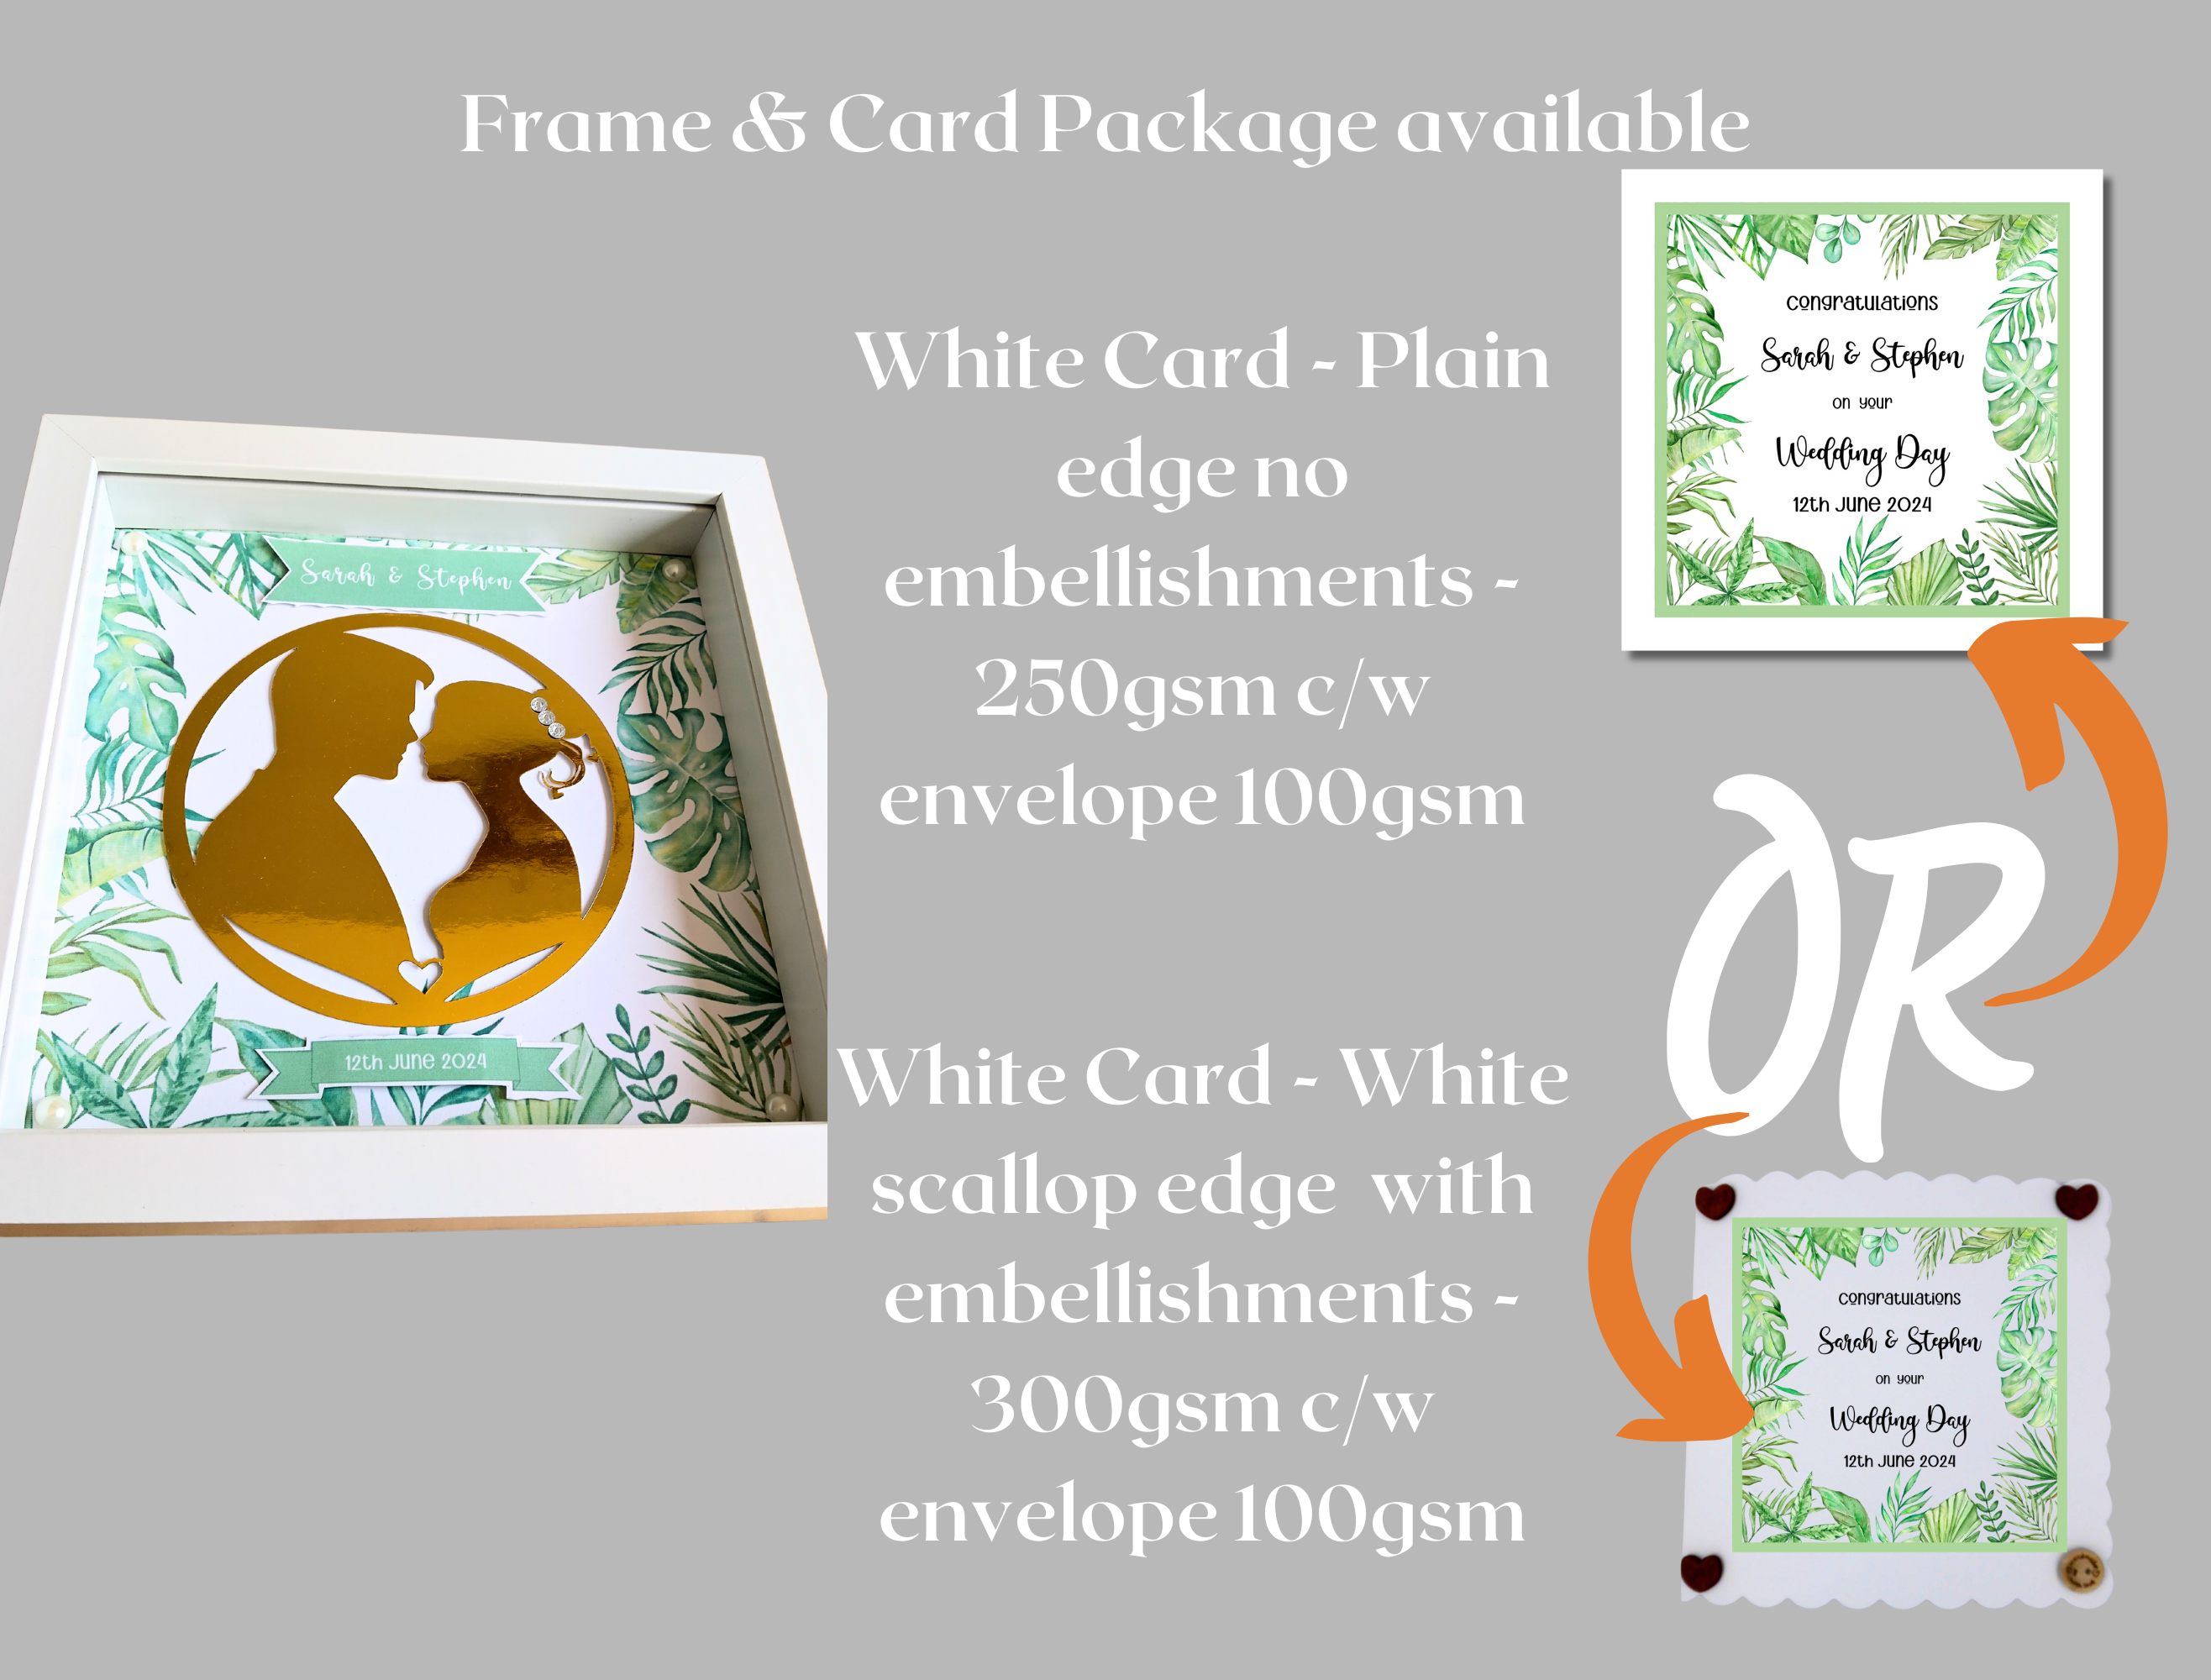 Frame & Card Package available
White Card - Plain
edge no
embellishments -
250gsm c/w
envelope 100gsm
White Card - White
scallop edge with
embellishments -
300gsm c/w
envelope 100gsm
Sarah & Stephen
12th June 2024
Congratulations
Sarah & Stephen
on your
Wedding Day
12th June 2024
OR
Congratulations
Sarah & Stephen
on your
Wedding Day
12th June 2024